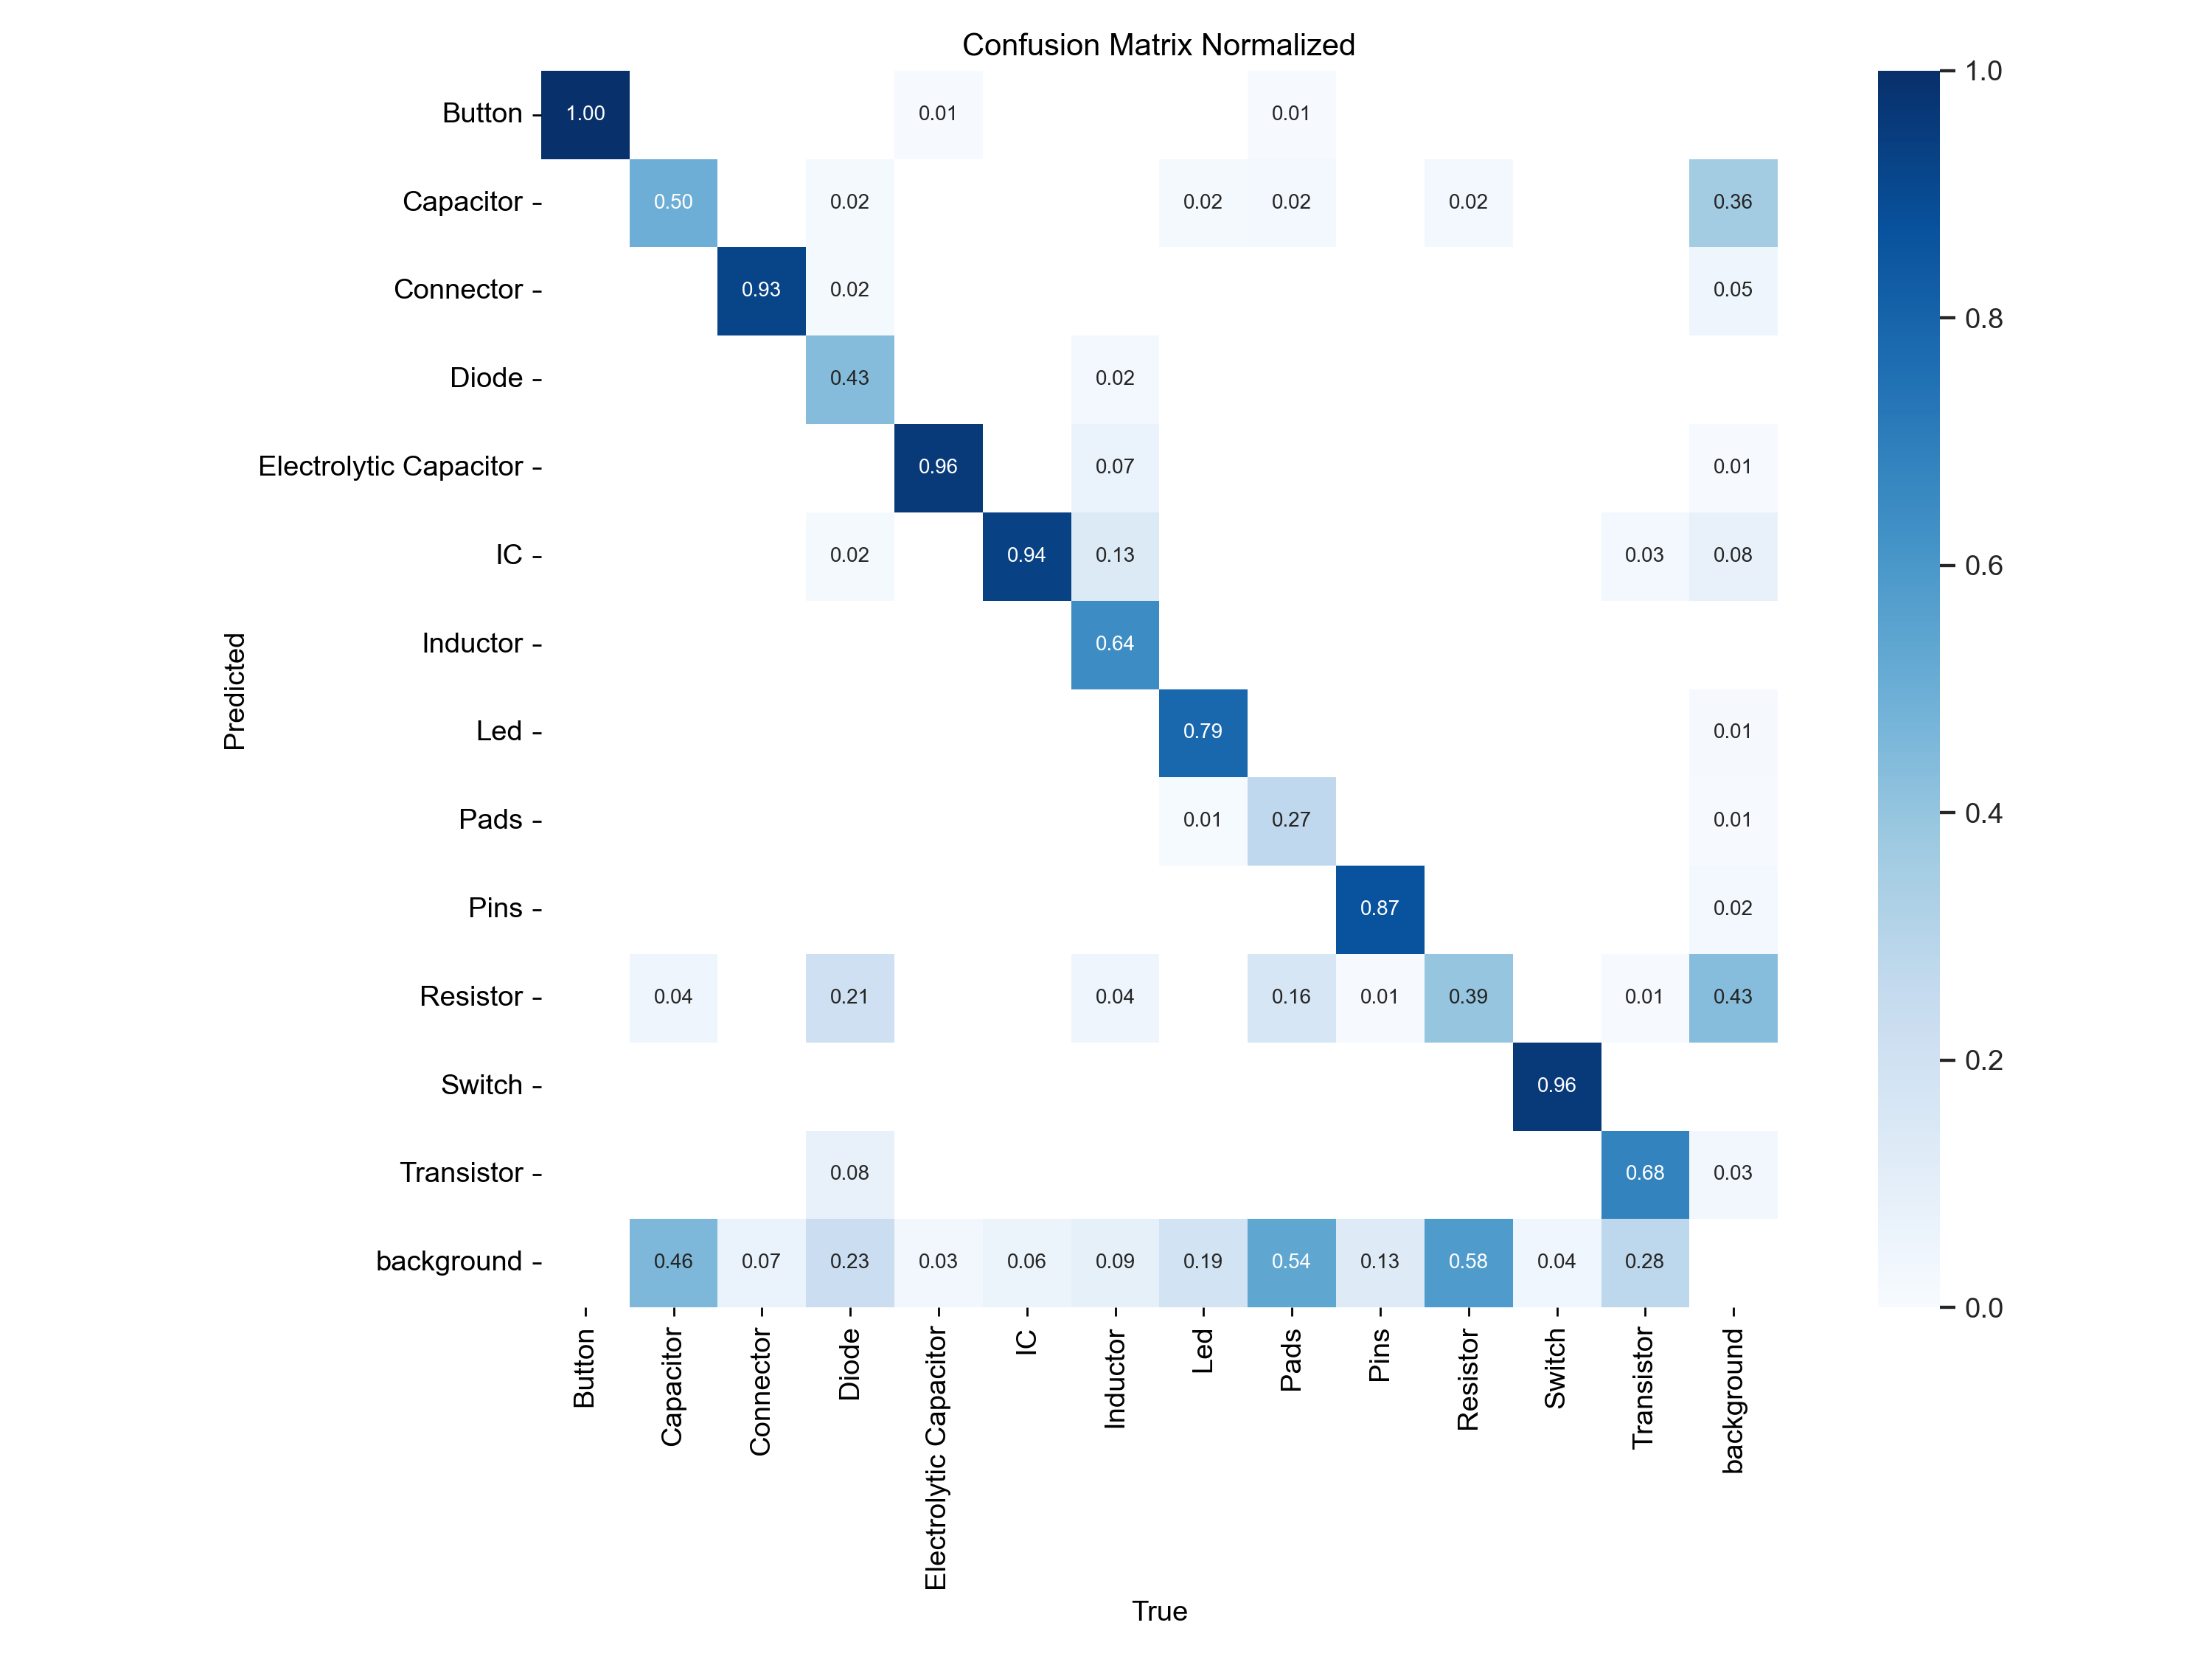 Confusion Matrix Normalized
Button 1.00 0.01 0.01
Capacitor 0.50 0.02 0.02 0.02 0.02 0.36
Connector 0.93 0.02 0.05
Diode 0.43 0.02
Electrolytic Capacitor 0.96 0.07 0.01
IC 0.02 0.94 0.13 0.03 0.08
Inductor 0.64
Led 0.79 0.01
Pads 0.01 0.27 0.01
Pins 0.87 0.02
Resistor 0.04 0.21 0.04 0.16 0.01 0.39 0.01 0.43
Switch 0.96
Transistor 0.08 0.68 0.03
background 0.46 0.07 0.23 0.03 0.06 0.09 0.19 0.54 0.13 0.58 0.04 0.28
Predicted
Button
Capacitor
Connector
Diode
Electrolytic Capacitor
IC
Inductor
Led
Pads
Pins
Resistor
Switch
Transistor
background
True
1.0
0.8
0.6
0.4
0.2
0.0